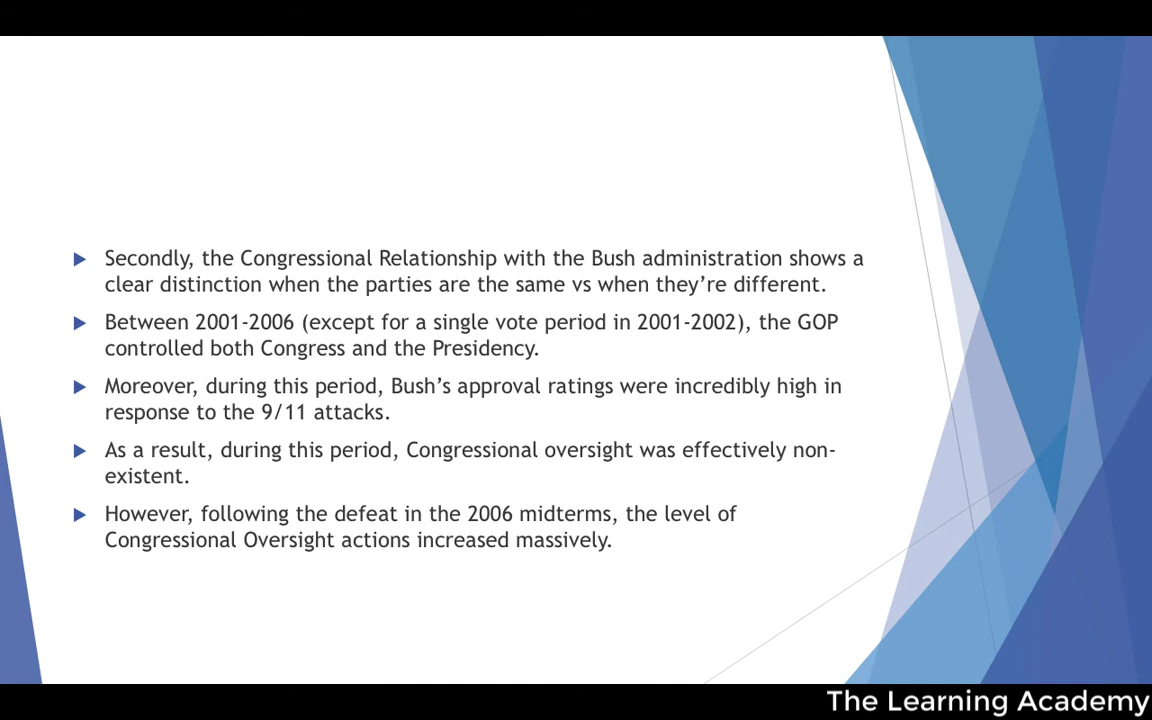 Secondly, the Congressional Relationship with the Bush administration shows a
clear distinction when the parties are the same vs when they’re different.
Between 2001-2006 (except for a single vote period in 2001-2002), the GOP
controlled both Congress and the Presidency.
Moreover, during this period, Bush’s approval ratings were incredibly high in
response to the 9/11 attacks.
As a result, during this period, Congressional oversight was effectively non-
existent.
However, following the defeat in the 2006 midterms, the level of
Congressional Oversight actions increased massively.
The Learning Academy